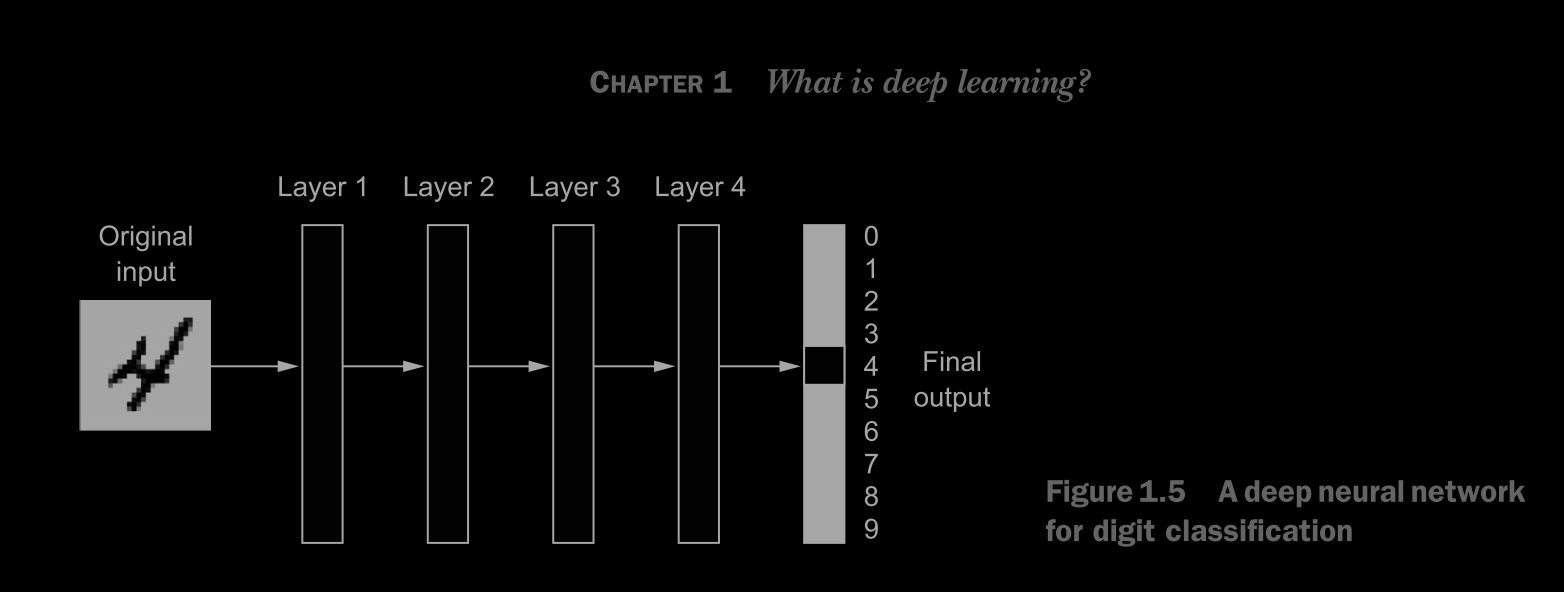 CHAPTER 1 What is deep learning?
Layer 1 Layer 2 Layer 3 Layer 4
Original
input
4
0
1
2
3
4
5
6
7
8
9
Final
output
Figure 1.5 A deep neural network
for digit classification